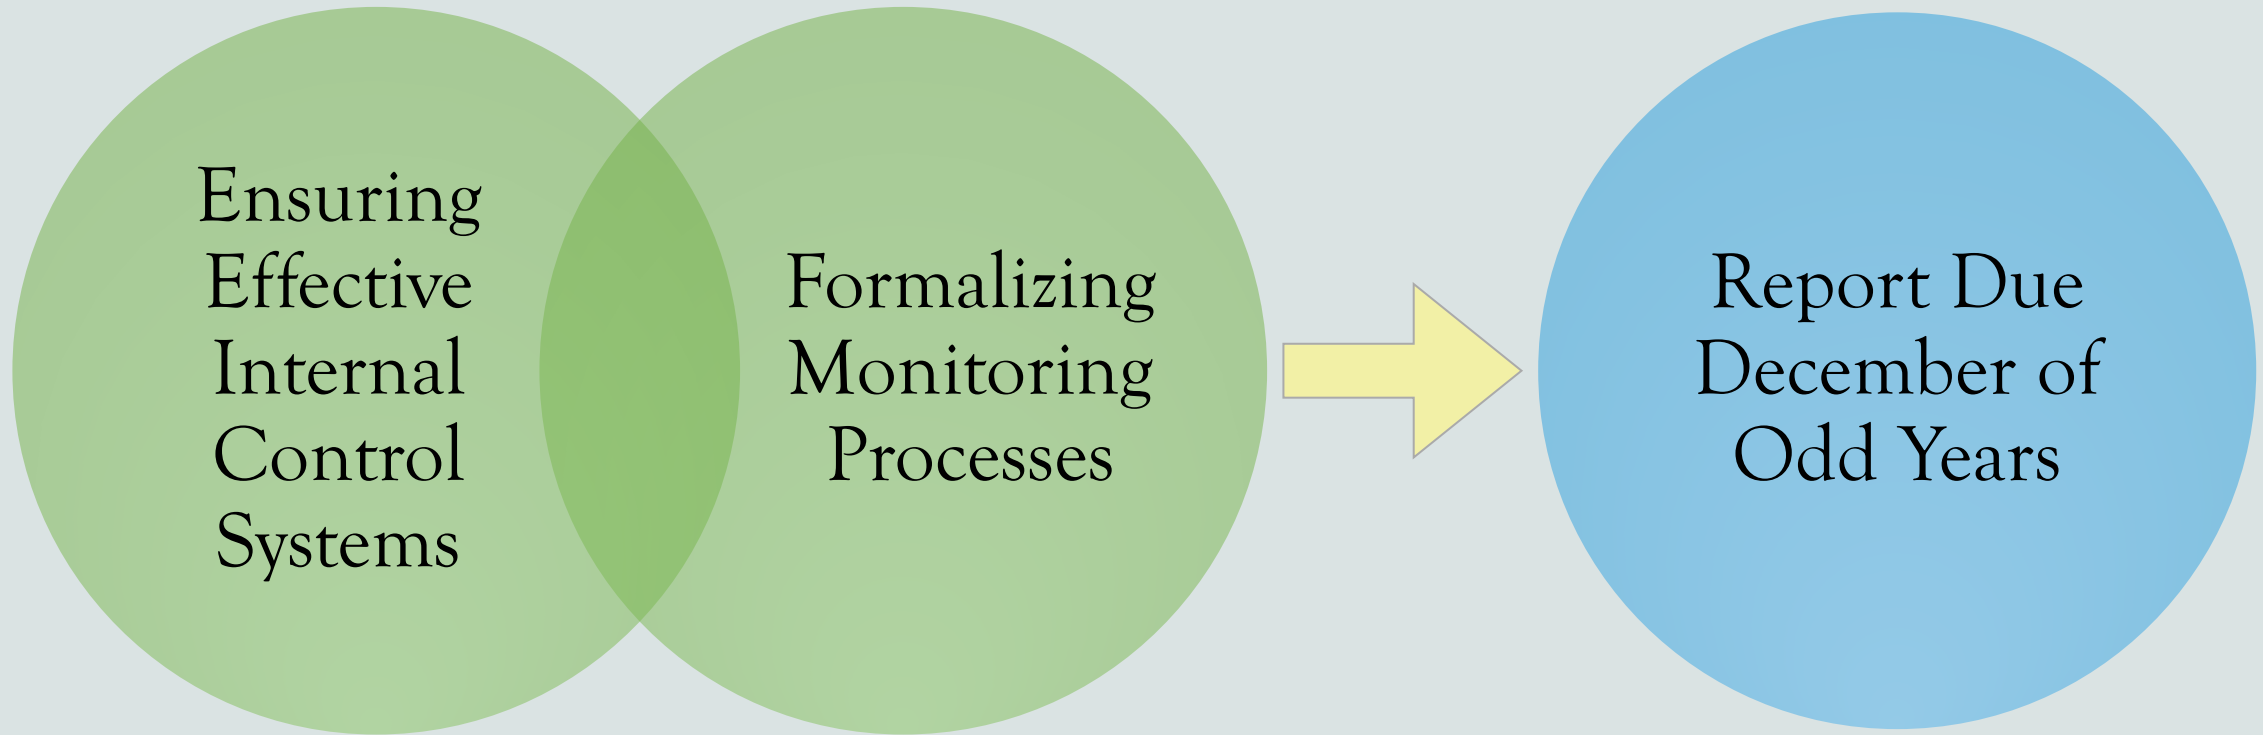 Ensuring
Effective
Internal
Control
Systems
Formalizing
Monitoring
Processes
Report Due
December of
Odd Years